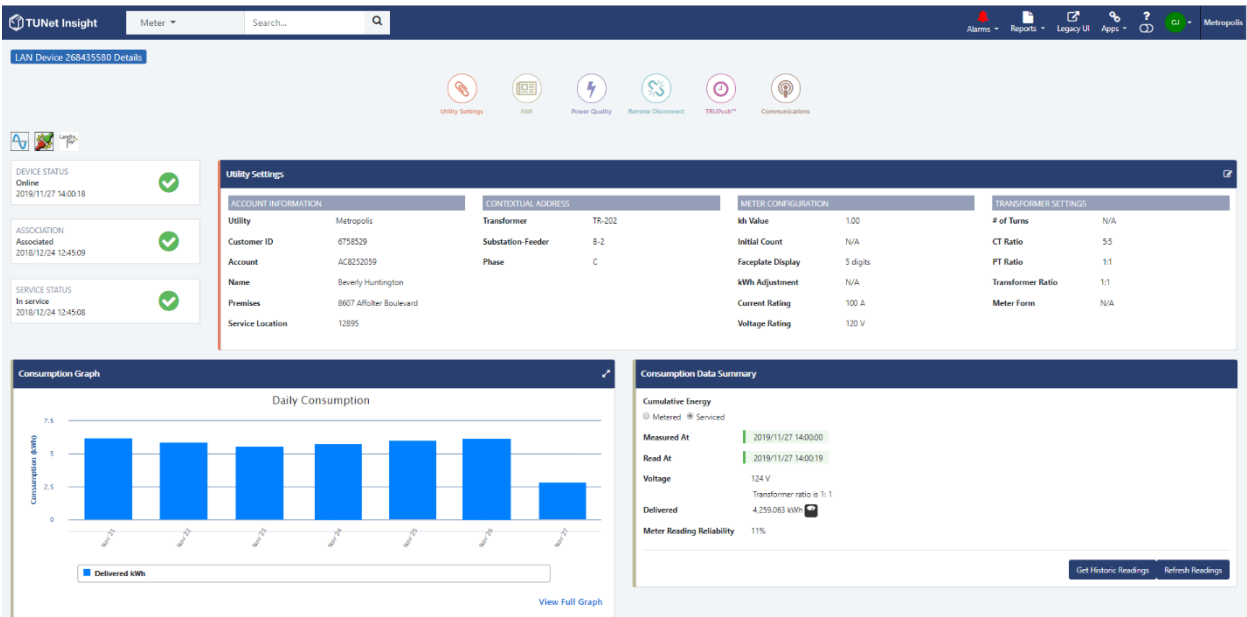 TUNet Insight
Meter
Search...
Alarms
Reports
Legacy UI
Apps
?
GJ
Metropolis
LAN Device 268435580 Details
Utility Settings
AMI
Power Quality
Remote Disconnect
TRUPush™
Communications
DEVICE STATUS
Online
2019/11/27 14:00:18
ASSOCIATION
Associated
2018/12/24 12:45:09
SERVICE STATUS
In service
2018/12/24 12:45:08
Utility Settings
ACCOUNT INFORMATION
Utility Metropolis
Customer ID 6758529
Account AC8252059
Name Beverly Huntington
Premises 8607 Affolter Boulevard
Service Location 12895
CONTEXTUAL ADDRESS
Transformer TR-202
Substation-Feeder B-2
Phase C
METER CONFIGURATION
kh Value 1.00
Initial Count N/A
Faceplate Display 5 digits
kWh Adjustment N/A
Current Rating 100 A
Voltage Rating 120 V
TRANSFORMER SETTINGS
# of Turns N/A
CT Ratio 5:5
PT Ratio 1:1
Transformer Ratio 1:1
Meter Form N/A
Consumption Graph
Daily Consumption
Consumption (kWh)
7.5
5
2.5
0
Nov 21
Nov 22
Nov 23
Nov 24
Nov 25
Nov 26
Nov 27
Delivered kWh
View Full Graph
Consumption Data Summary
Cumulative Energy
Metered Serviced
Measured At 2019/11/27 14:00:00
Read At 2019/11/27 14:00:19
Voltage 124 V
Transformer ratio is 1: 1
Delivered 4,259.063 kWh
Meter Reading Reliability 11%
Get Historic Readings Refresh Readings